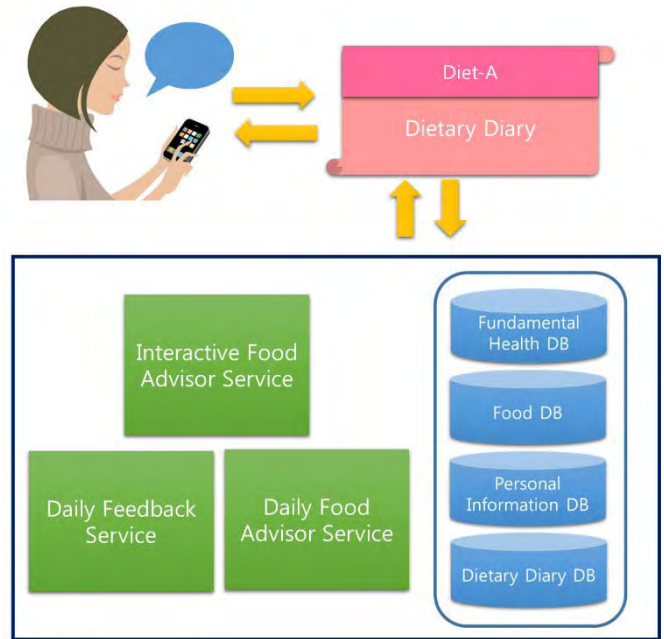 Diet-A
Dietary Diary
Interactive Food
Advisor Service
Daily Feedback
Service
Daily Food
Advisor Service
Fundamental
Health DB
Food DB
Personal
Information DB
Dietary Diary DB